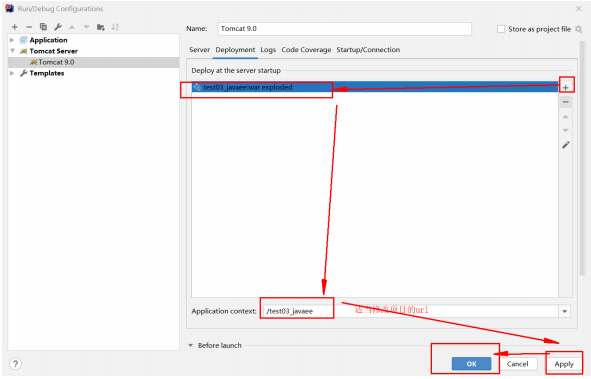 Run/Debug Configurations
Application
Tomcat Server
Tomcat 9.0
Templates
Name: Tomcat 9.0
Store as project file
Server Deployment Logs Code Coverage Startup/Connection
Deploy at the server startup
test03_javaee:war exploded
Application context: /test03_javaee 适当修改项目的url
Before launch
?
OK Cancel Apply